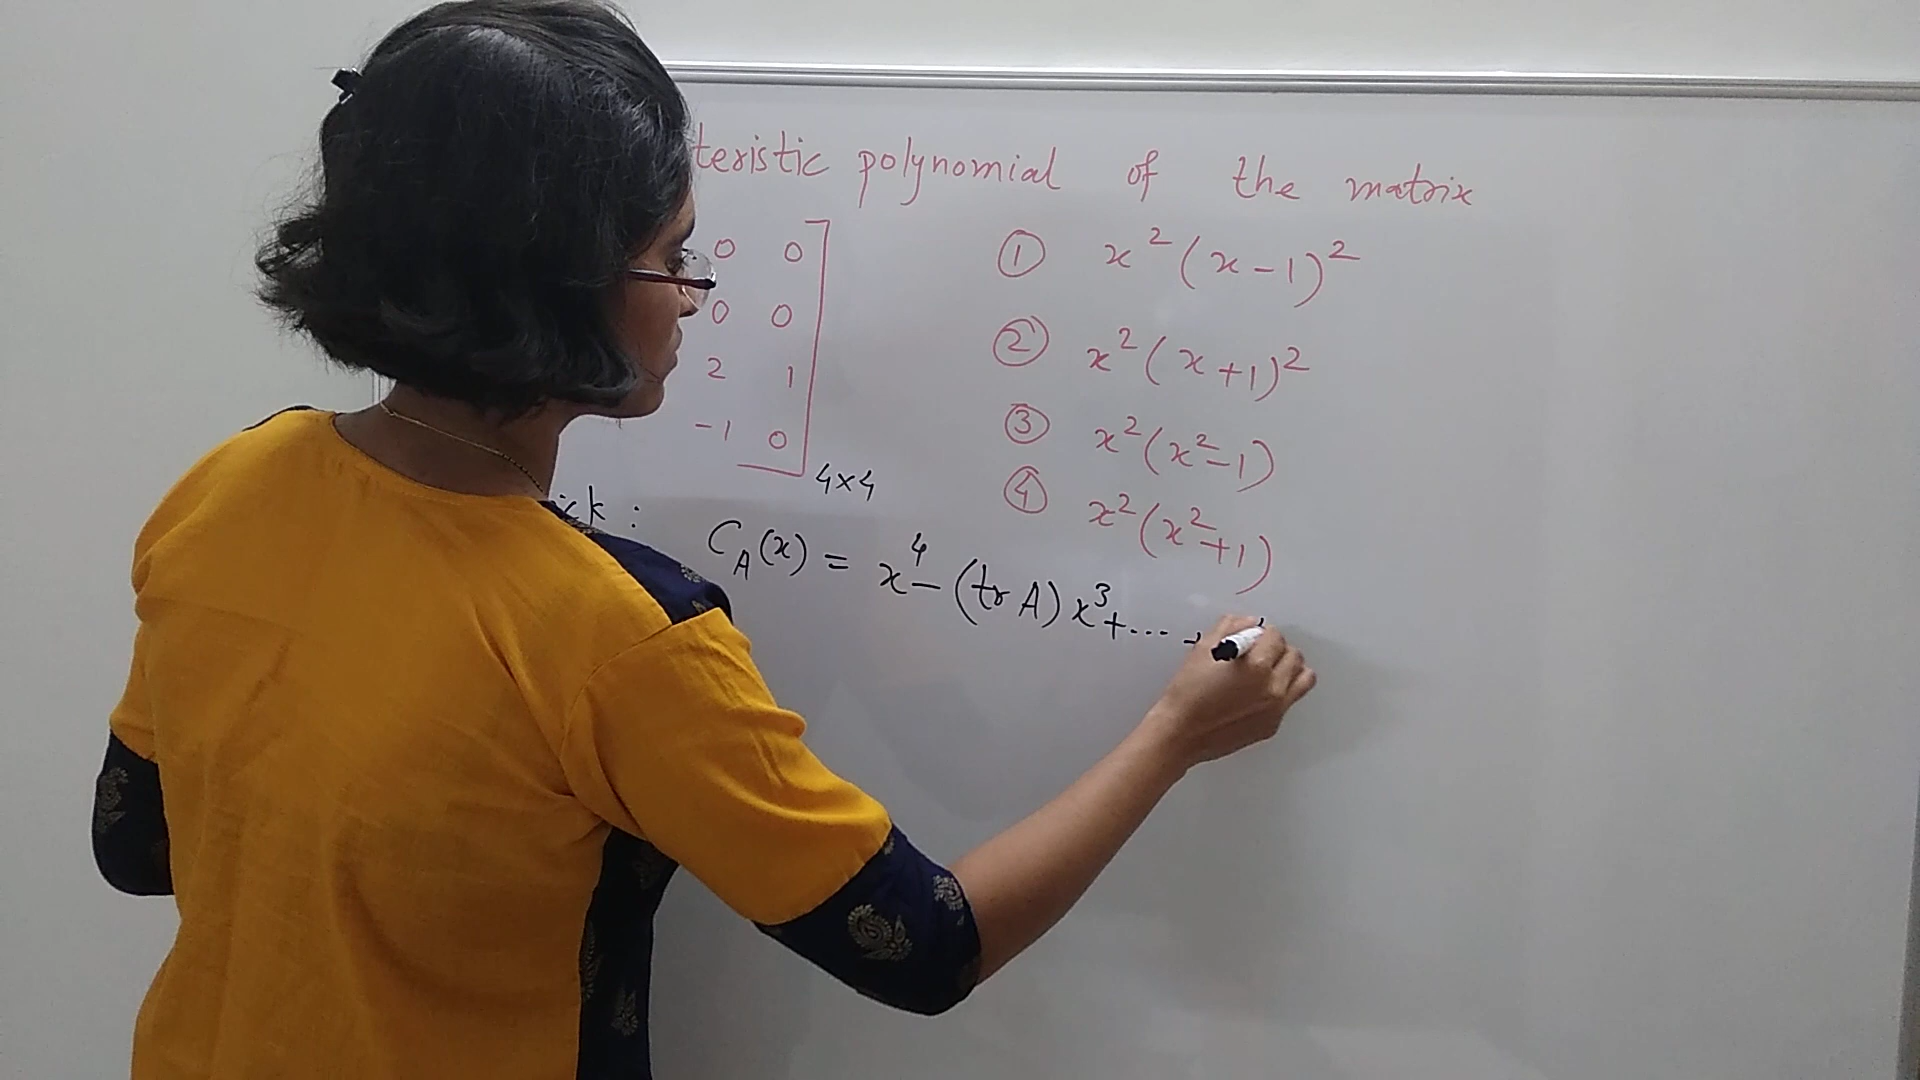 teristic polynomial of the matrix
0 0
0 0
2 1
-1 0
4×4
① x²(x-1)²
② x²(x+1)²
③ x²(x²-1)
④ x²(x²+1)
ick :
C_A(x) = x⁴-(tr A)x³+....+